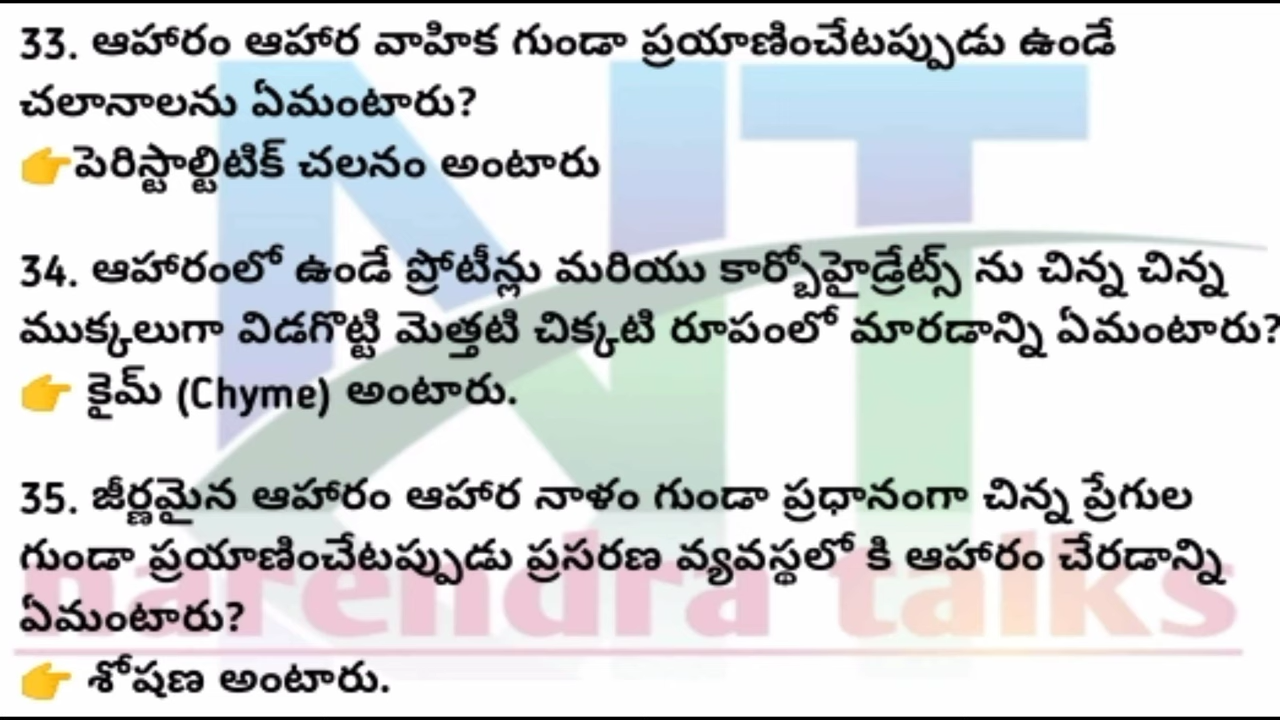 33. ఆహారం ఆహార వాహిక గుండా ప్రయాణించేటప్పుడు ఉండే
చలానాలను ఏమంటారు?
👉పెరిస్టాల్టిటిక్ చలనం అంటారు
34. ఆహారంలో ఉండే ప్రోటీన్లు మరియు కార్బోహైడ్రేట్స్ ను చిన్న చిన్న
ముక్కలుగా విడగొట్టి మెత్తటి చిక్కటి రూపంలో మారడాన్ని ఏమంటారు?
👉 కైమ్ (Chyme) అంటారు.
35. జీర్ణమైన ఆహారం ఆహార నాళం గుండా ప్రధానంగా చిన్న ప్రేగుల
గుండా ప్రయాణించేటప్పుడు ప్రసరణ వ్యవస్థలో కి ఆహారం చేరడాన్ని
ఏమంటారు?
👉 శోషణ అంటారు.
NT
narendra talks